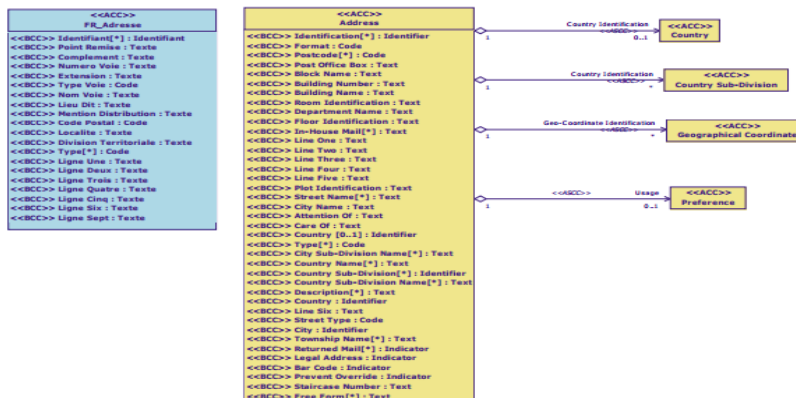 <<ACC>>
FR_Adresse
<<BCC>> Identifiant[*] : Identifiant
<<BCC>> Point Remise : Texte
<<BCC>> Complement : Texte
<<BCC>> Numero Voie : Texte
<<BCC>> Extension : Texte
<<BCC>> Type Voie : Code
<<BCC>> Nom Voie : Texte
<<BCC>> Lieu Dit : Texte
<<BCC>> Mention Distribution : Texte
<<BCC>> Code Postal : Code
<<BCC>> Localite : Texte
<<BCC>> Division Territoriale : Texte
<<BCC>> Type[*] : Code
<<BCC>> Ligne Une : Texte
<<BCC>> Ligne Deux : Texte
<<BCC>> Ligne Trois : Texte
<<BCC>> Ligne Quatre : Texte
<<BCC>> Ligne Cinq : Texte
<<BCC>> Ligne Six : Texte
<<BCC>> Ligne Sept : Texte
<<ACC>>
Address
<<BCC>> Identification[*] : Identifier
<<BCC>> Format : Code
<<BCC>> Postcode[*] : Code
<<BCC>> Post Office Box : Text
<<BCC>> Block Name : Text
<<BCC>> Building Number : Text
<<BCC>> Building Name : Text
<<BCC>> Room Identification : Text
<<BCC>> Department Name : Text
<<BCC>> Floor Identification : Text
<<BCC>> In-House Mail[*] : Text
<<BCC>> Line One : Text
<<BCC>> Line Two : Text
<<BCC>> Line Three : Text
<<BCC>> Line Four : Text
<<BCC>> Line Five : Text
<<BCC>> Plot Identification : Text
<<BCC>> Street Name[*] : Text
<<BCC>> City Name : Text
<<BCC>> Attention Of : Text
<<BCC>> Care Of : Text
<<BCC>> Country [0..1] : Identifier
<<BCC>> Type[*] : Code
<<BCC>> City Sub-Division Name[*] : Text
<<BCC>> Country Name[*] : Text
<<BCC>> Country Sub-Division[*] : Identifier
<<BCC>> Country Sub-Division Name[*] : Text
<<BCC>> Description[*] : Text
<<BCC>> Country : Identifier
<<BCC>> Line Six : Text
<<BCC>> Street Type : Code
<<BCC>> City : Identifier
<<BCC>> Township Name[*] : Text
<<BCC>> Returned Mail[*] : Indicator
<<BCC>> Legal Address : Indicator
<<BCC>> Bar Code : Indicator
<<BCC>> Prevent Override : Indicator
<<BCC>> Staircase Number : Text
<<BCC>> Free Form[*] : Text
Country Identification
1 <<ASCC>> 0..1
<<ACC>>
Country
Country Identification
1 <<ASCC>> *
<<ACC>>
Country Sub-Division
Geo-Coordinate Identification
1 <<ASCC>> *
<<ACC>>
Geographical Coordinate
<<ASCC>> Usage
1 0..1
<<ACC>>
Preference